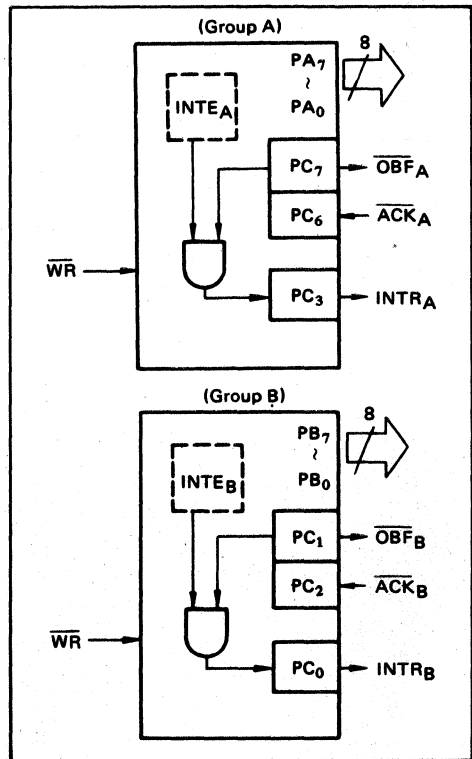 (Group A)
8
PA7
~
PA0
INTEA
PC7
OBFA
PC6
ACKA
WR
PC3
INTRA
(Group B)
8
PB7
~
PB0
INTEB
PC1
OBFB
PC2
ACKB
WR
PC0
INTRB